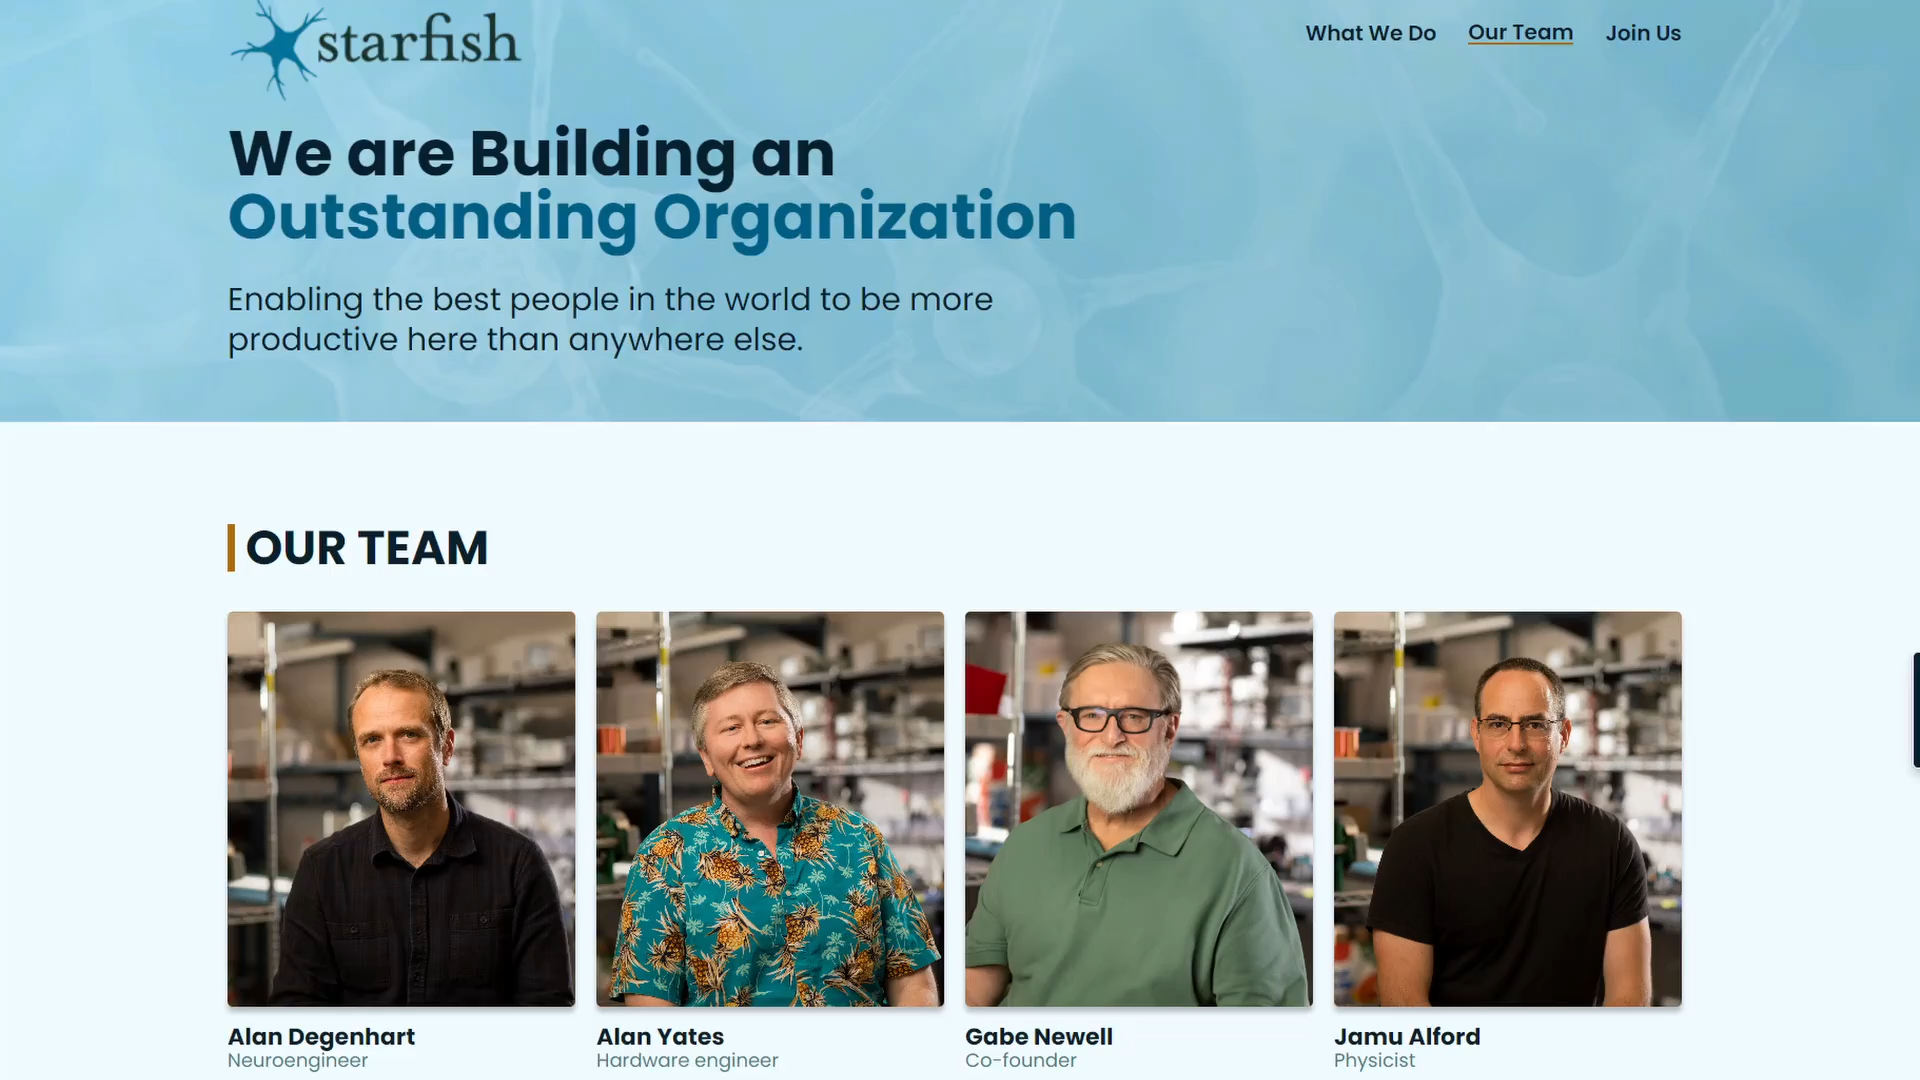 starfish
What We Do
Our Team
Join Us
We are Building an
Outstanding Organization
Enabling the best people in the world to be more
productive here than anywhere else.
OUR TEAM
Alan Degenhart
Neuroengineer
Alan Yates
Hardware engineer
Gabe Newell
Co-founder
Jamu Alford
Physicist